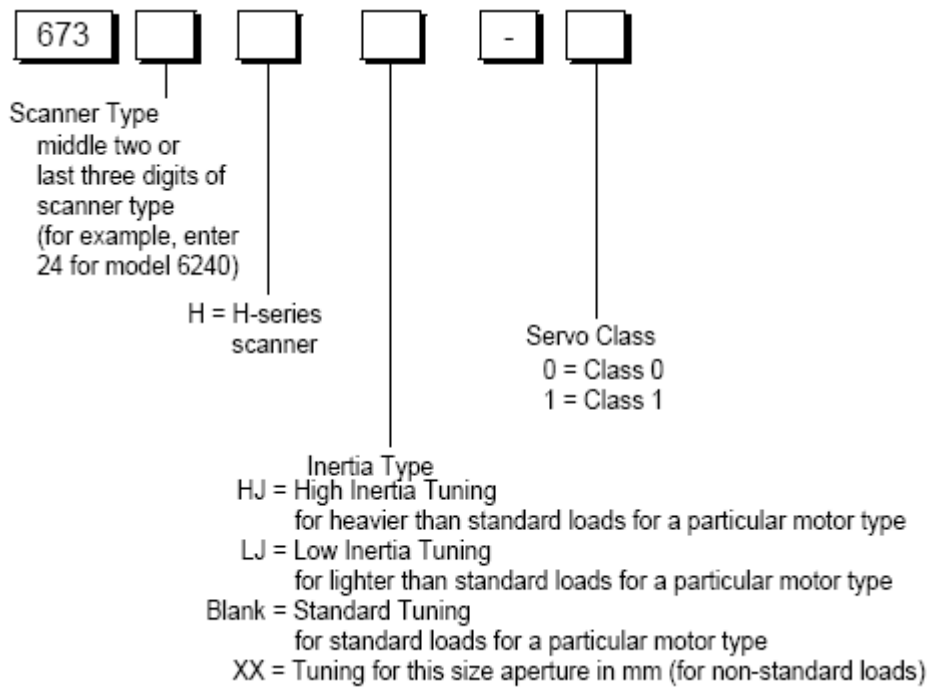 673
-
Scanner Type
middle two or
last three digits of
scanner type
(for example, enter
24 for model 6240)
H = H-series
scanner
Servo Class
0 = Class 0
1 = Class 1
Inertia Type
HJ = High Inertia Tuning
for heavier than standard loads for a particular motor type
LJ = Low Inertia Tuning
for lighter than standard loads for a particular motor type
Blank = Standard Tuning
for standard loads for a particular motor type
XX = Tuning for this size aperture in mm (for non-standard loads)